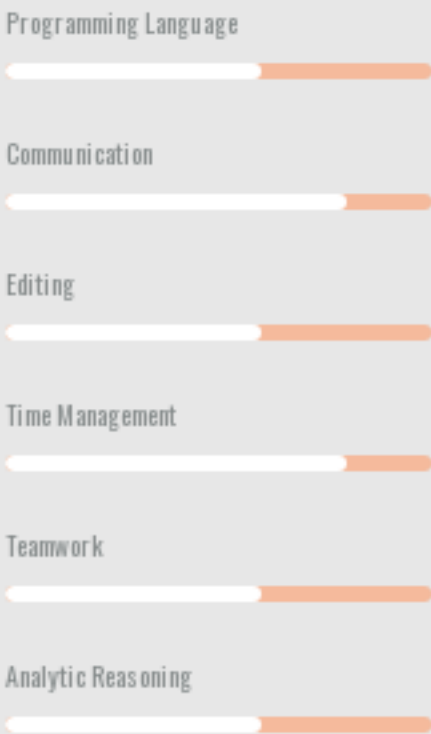 Programming Language
Communication
Editing
Time Management
Teamwork
Analytic Reasoning